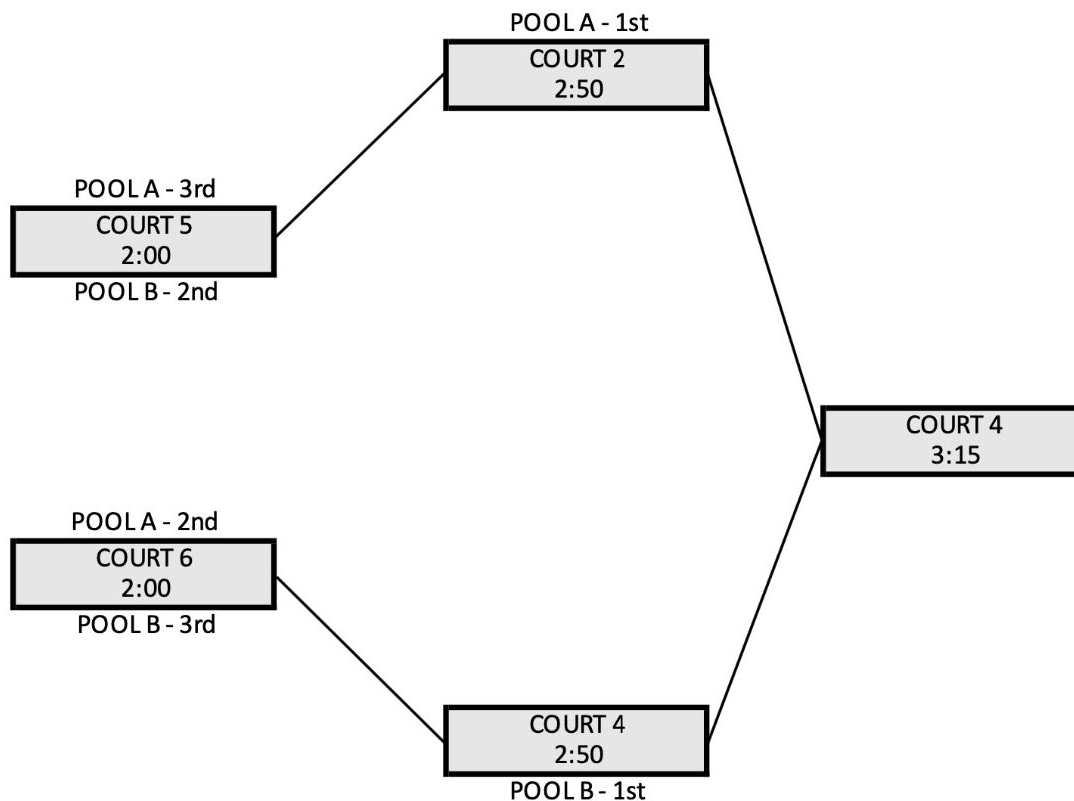 POOL A - 1st
COURT 2
2:50
POOL A - 3rd
COURT 5
2:00
POOL B - 2nd
COURT 4
3:15
POOL A - 2nd
COURT 6
2:00
POOL B - 3rd
COURT 4
2:50
POOL B - 1st